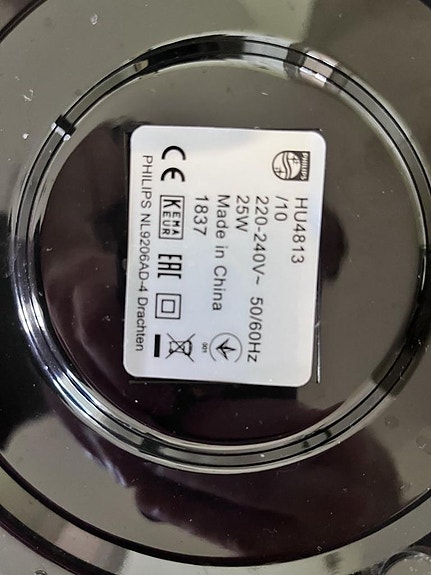 PHILIPS
HU4813
/10
220-240V~ 50/60Hz
25W
Made in China
1837
001
CE
KEMA
KEUR
EAC
PHILIPS NL9206AD-4 Drachten